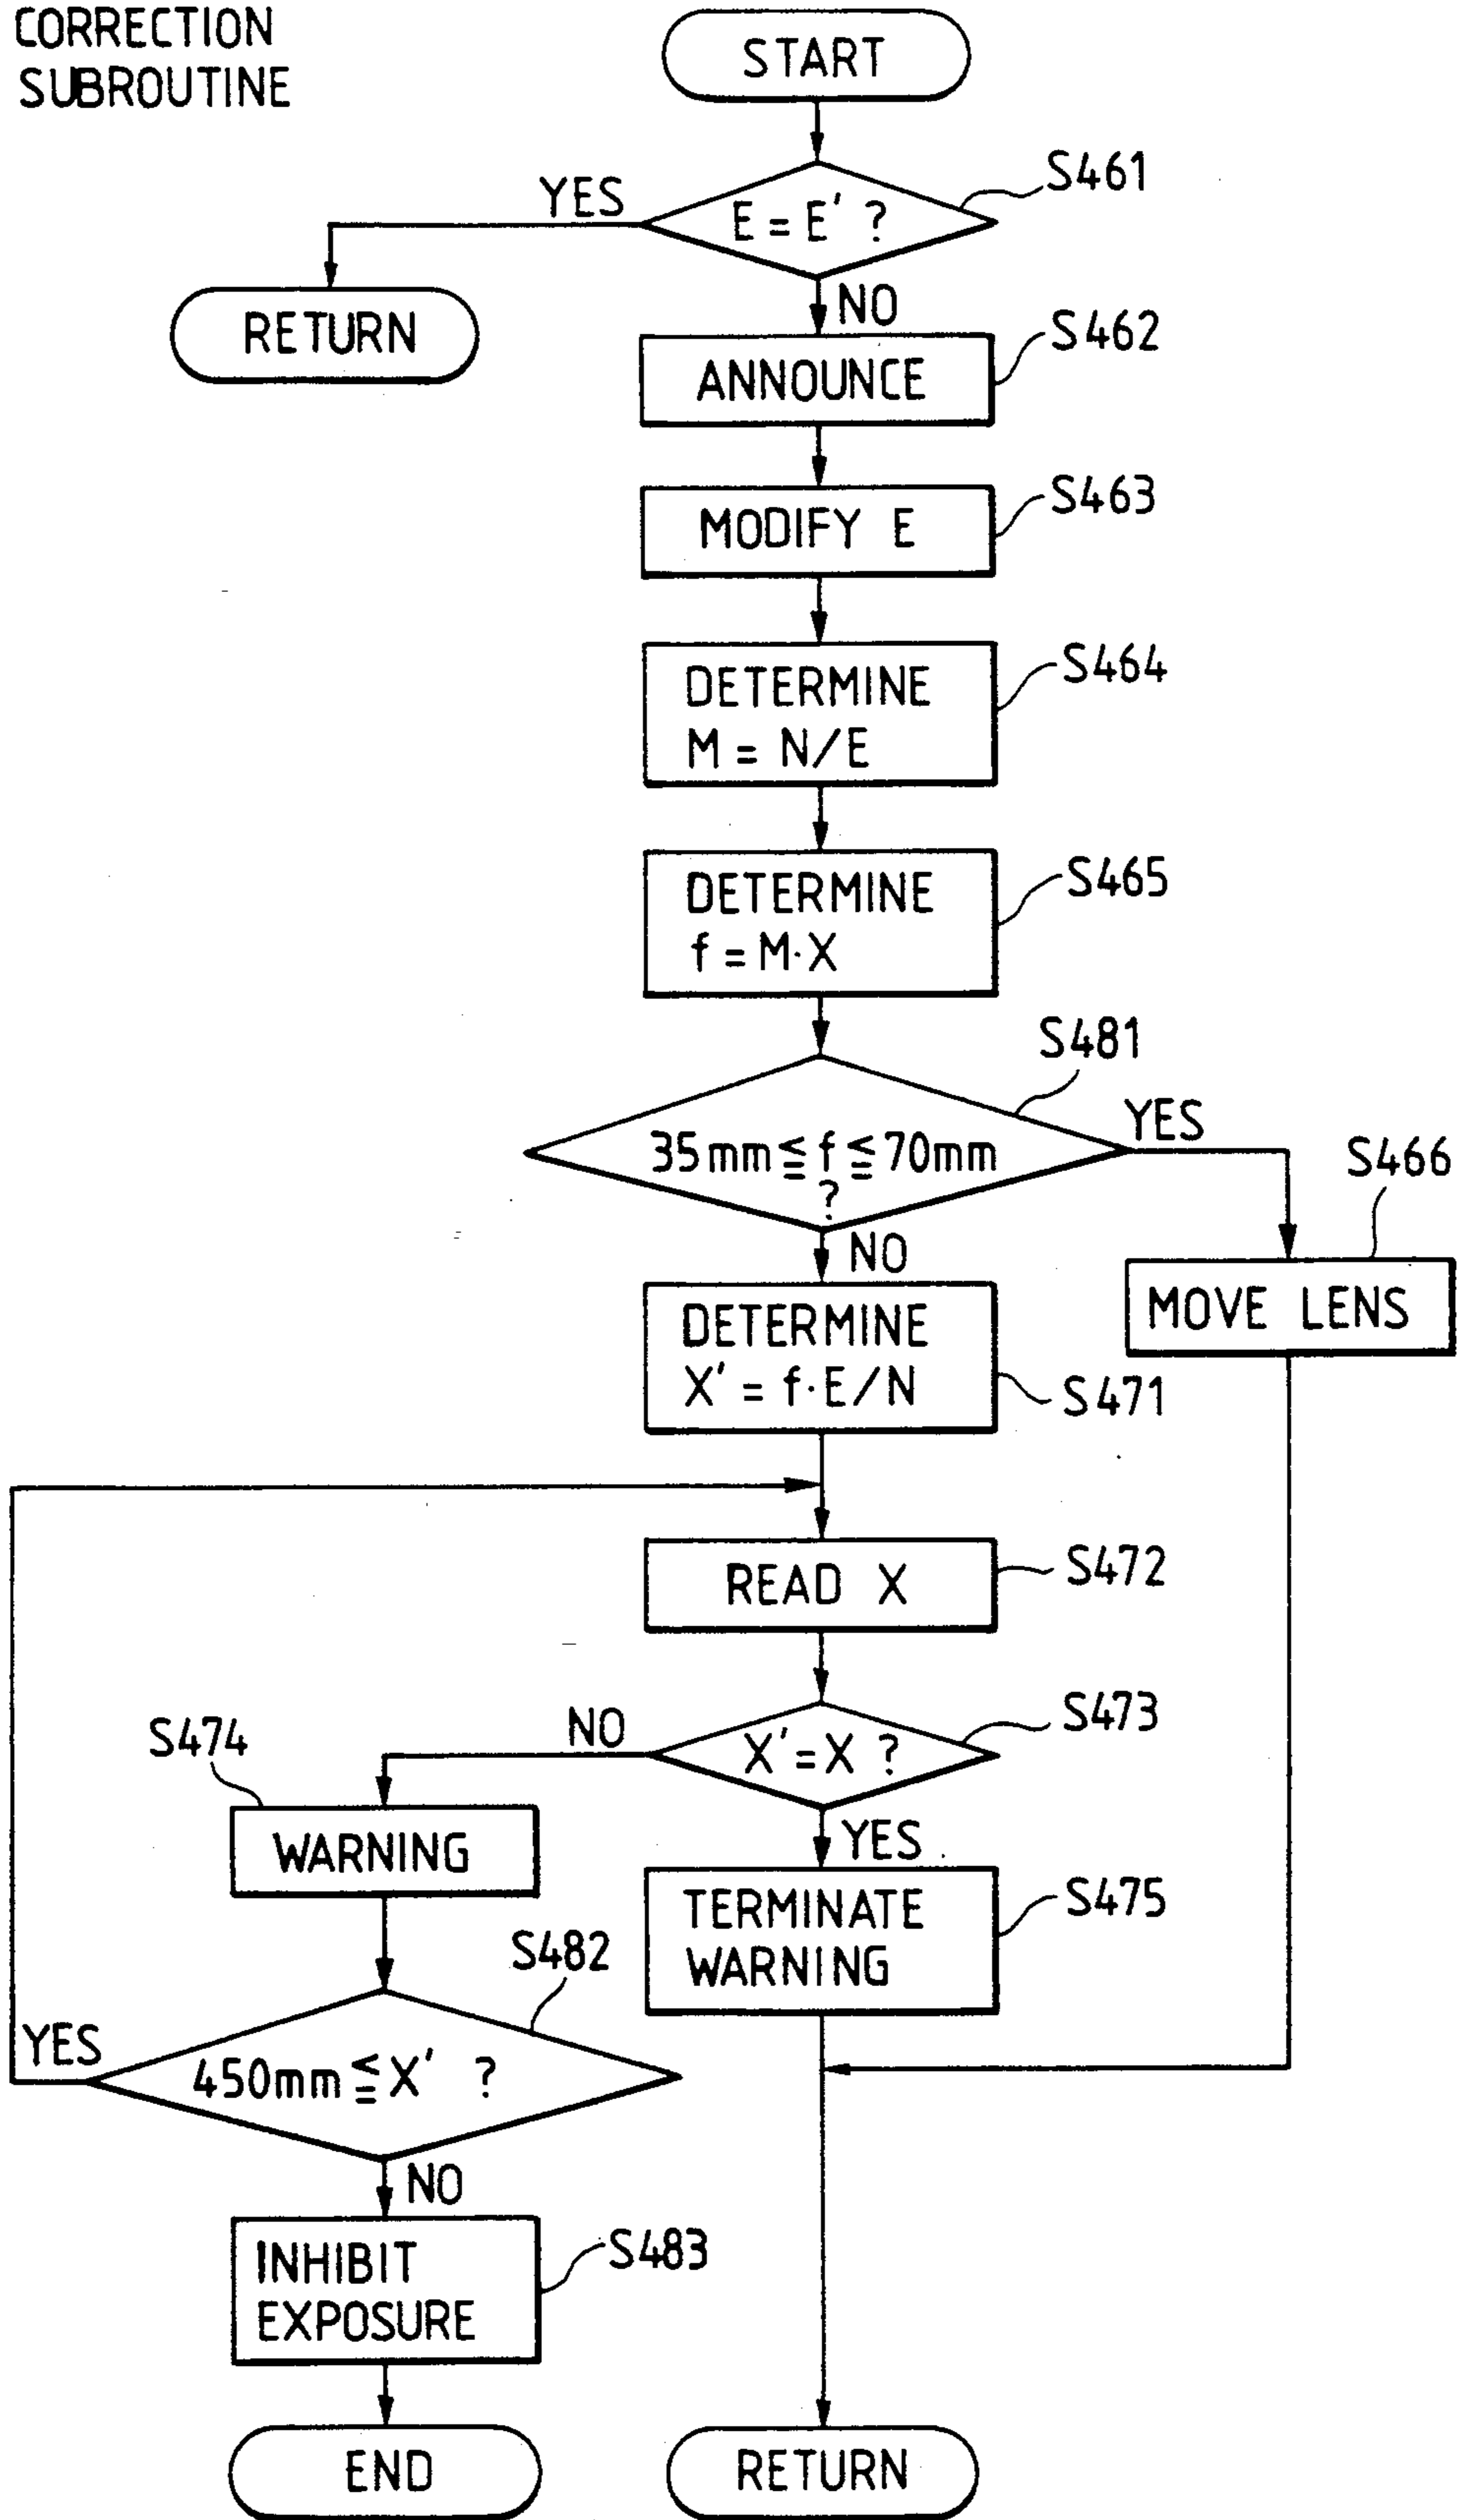 CORRECTION
SUBROUTINE
START
S461
YES
E = E' ?
RETURN
NO
S462
ANNOUNCE
S463
MODIFY E
S464
DETERMINE
M = N/E
S465
DETERMINE
f = M·X
S481
35mm ≦ f ≦ 70mm
?
YES
S466
NO
MOVE LENS
DETERMINE
X' = f·E/N
S471
READ X
S472
S473
NO
X' = X ?
S474
WARNING
YES
TERMINATE
WARNING
S475
S482
YES
450mm ≦ X' ?
NO
INHIBIT
EXPOSURE
S483
END
RETURN